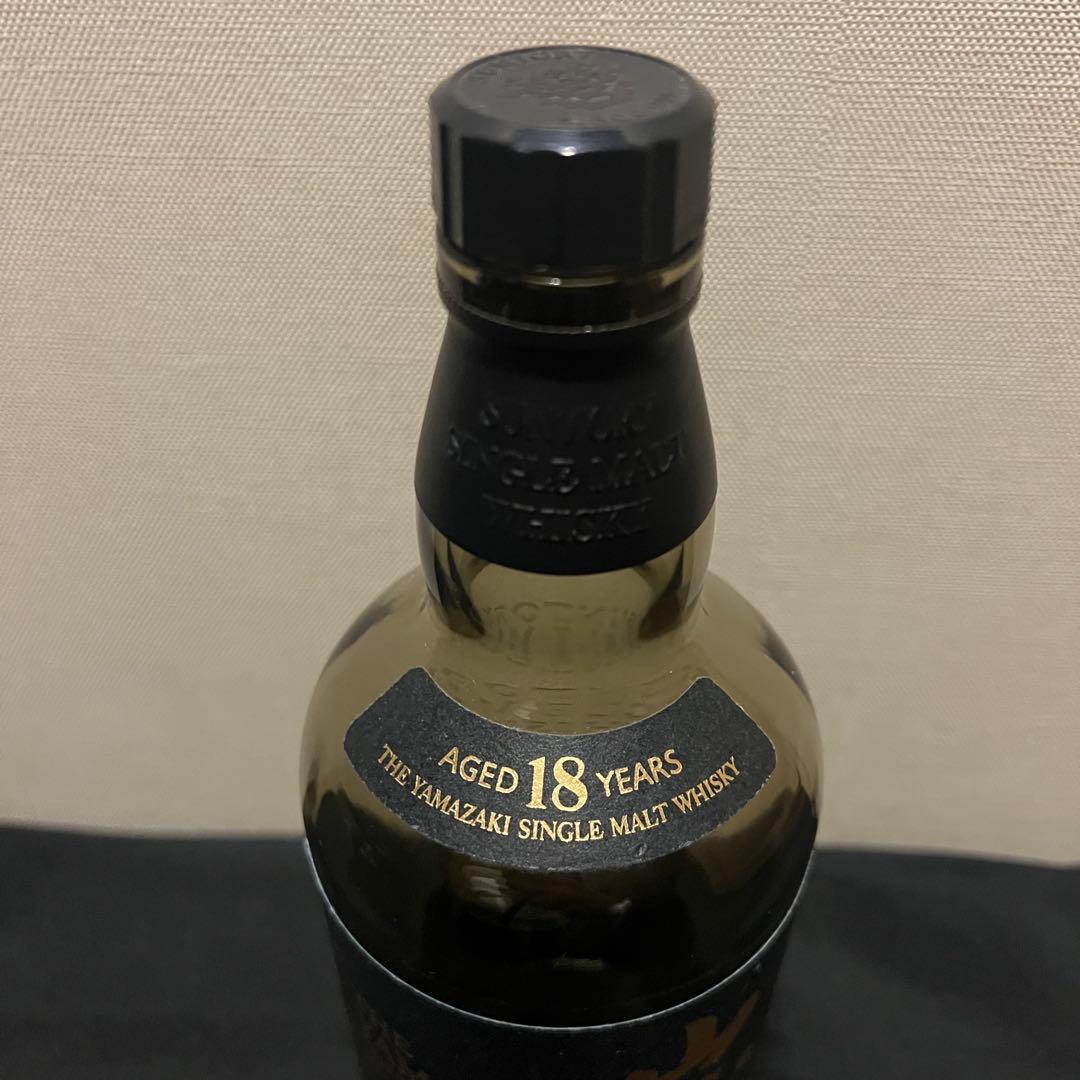 SUNTORY
SINGLE MALT
WHISKY
AGED 18 YEARS
THE YAMAZAKI SINGLE MALT WHISKY